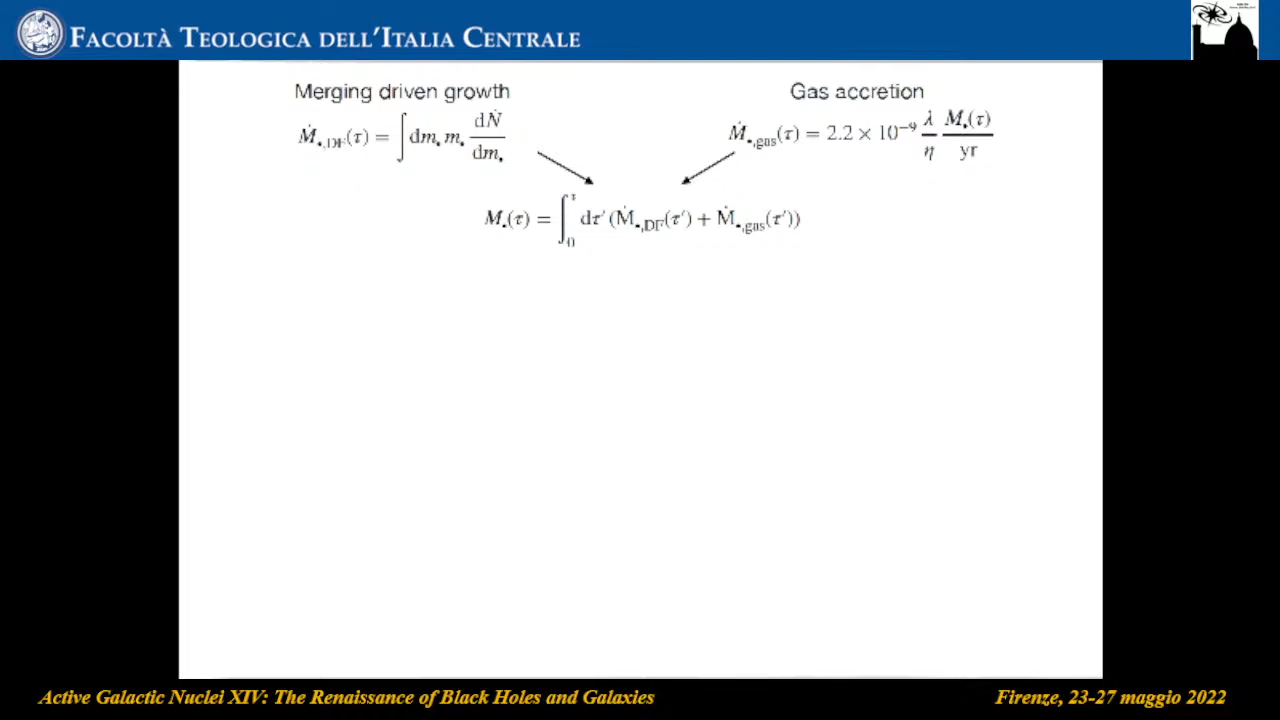 FACOLTÀ TEOLOGICA DELL'ITALIA CENTRALE
Merging driven growth
Gas accretion
Ṁ•,DF(τ) = ∫ dm• m• dṄ/dm•
Ṁ•,gas(τ) = 2.2 × 10⁻⁹ λ/η M•(τ)/yr
M•(τ) = ∫₀^τ dτ′ (Ṁ•,DF(τ′) + Ṁ•,gas(τ′))
Active Galactic Nuclei XIV: The Renaissance of Black Holes and Galaxies
Firenze, 23-27 maggio 2022